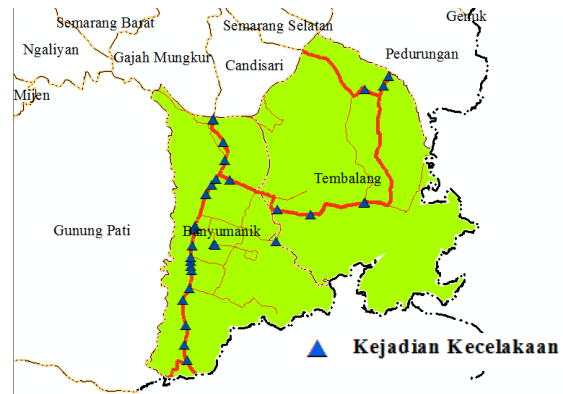 Genuk
Semarang Barat
Semarang Selatan
Ngaliyan
Gajah Mungkur
Candisari
Pedurungan
Mijen
Tembalang
Gunung Pati
Banyumanik
Kejadian Kecelakaan